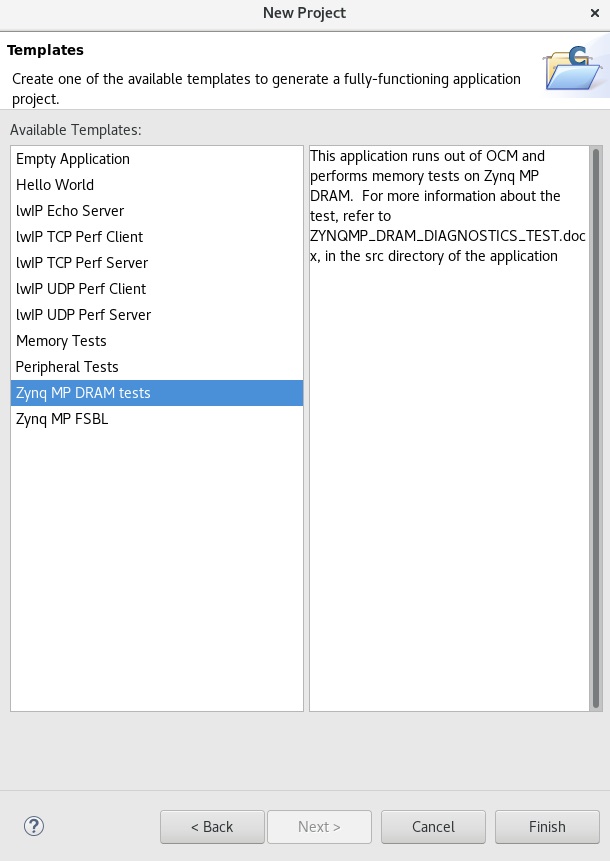 New Project
×
Templates
Create one of the available templates to generate a fully-functioning application
project.
C
Available Templates:
Empty Application
Hello World
lwIP Echo Server
lwIP TCP Perf Client
lwIP TCP Perf Server
lwIP UDP Perf Client
lwIP UDP Perf Server
Memory Tests
Peripheral Tests
Zynq MP DRAM tests
Zynq MP FSBL
This application runs out of OCM and
performs memory tests on Zynq MP
DRAM.  For more information about the
test, refer to
ZYNQMP_DRAM_DIAGNOSTICS_TEST.doc
x, in the src directory of the application
?
< Back
Next >
Cancel
Finish